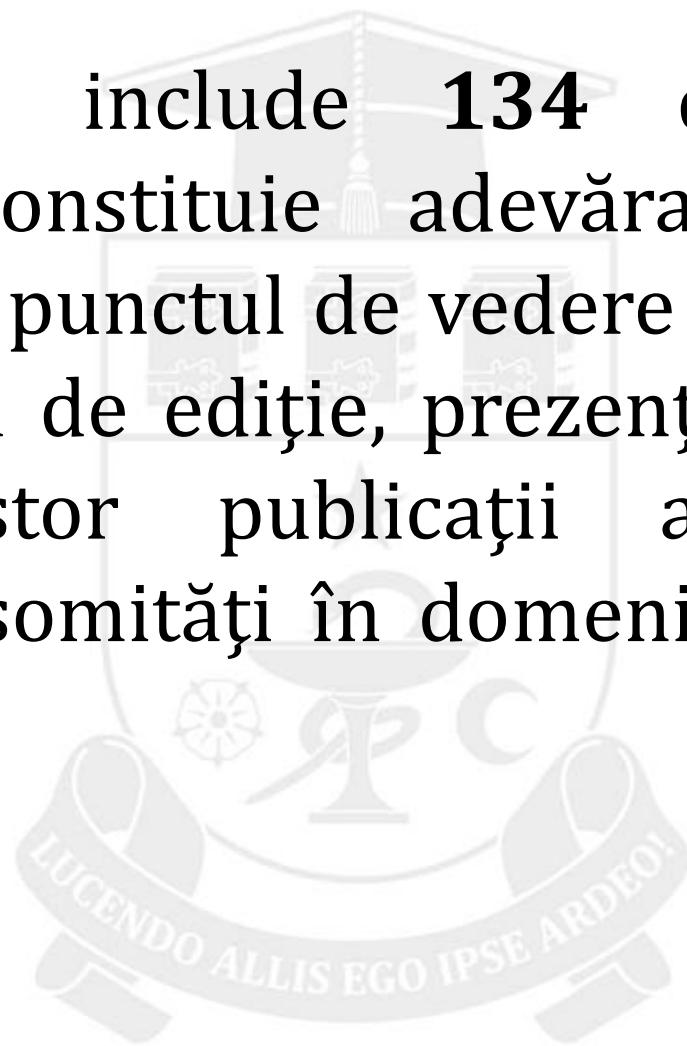 include 134
onstituie adevăra
punctul de vedere
de ediţie, prezenţ
stor publicaţii a
somităţi în domeni
LUCENDO ALLIS EGO IPSE ARDEO!